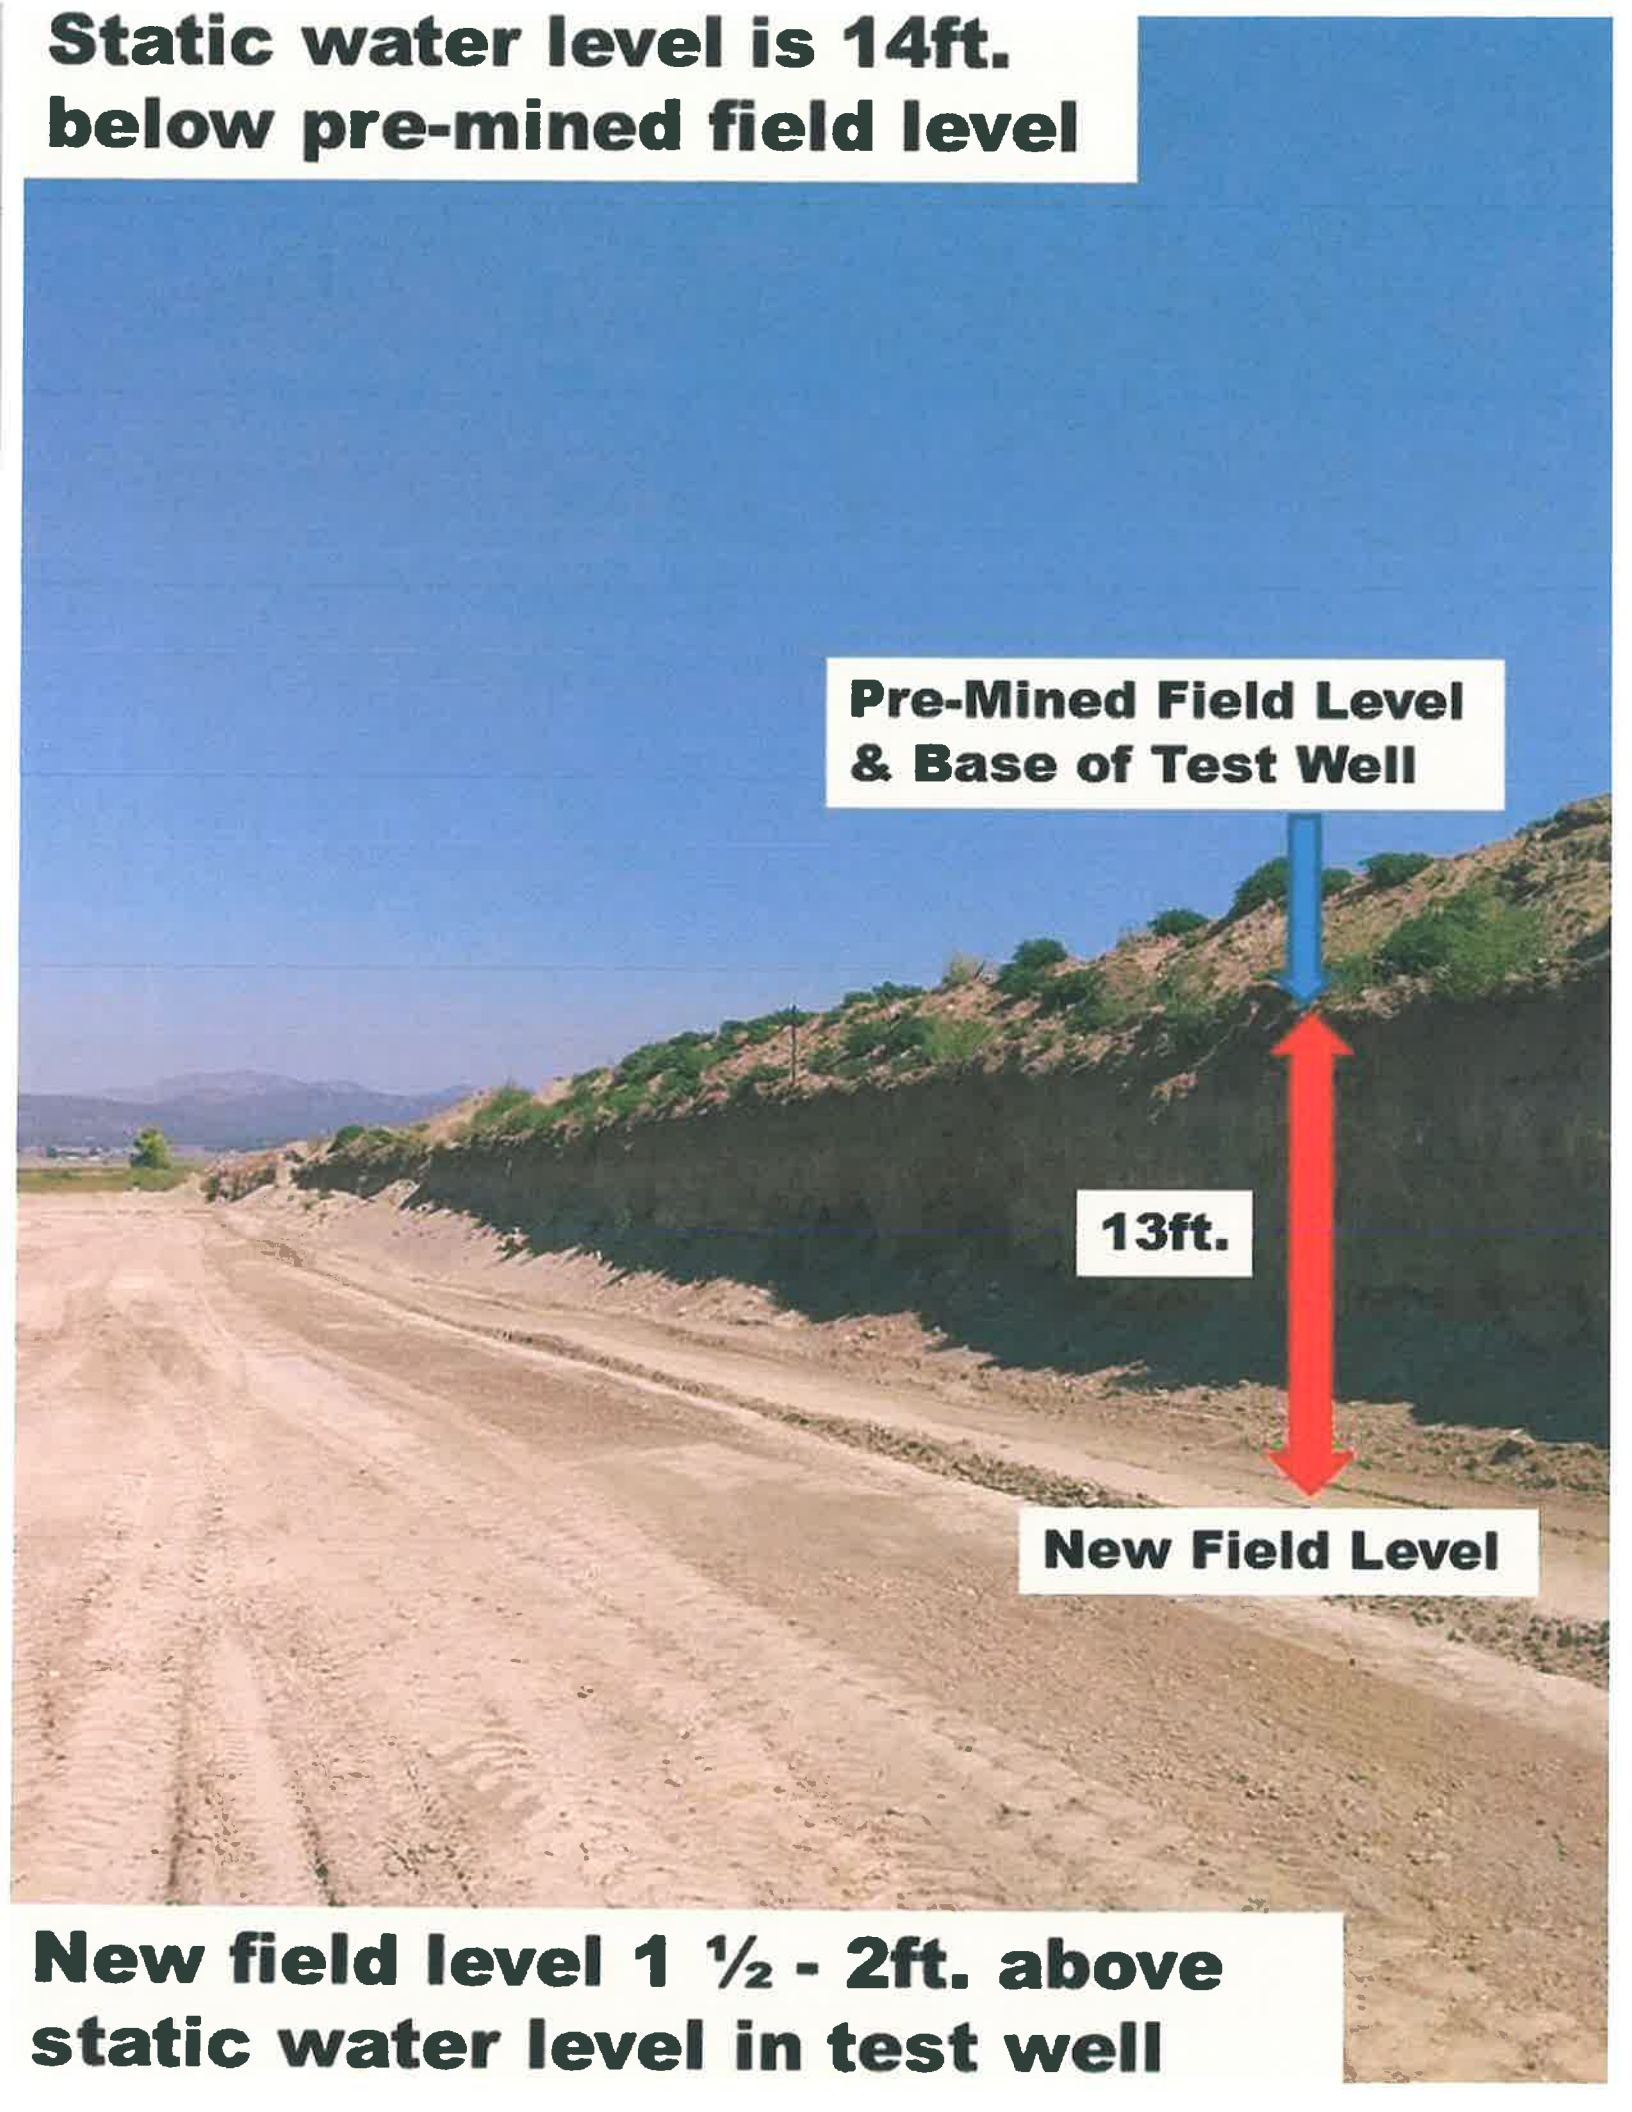 Static water level is 14ft.
below pre-mined field level
Pre-Mined Field Level
& Base of Test Well
13ft.
New Field Level
New field level 1 ½ - 2ft. above
static water level in test well